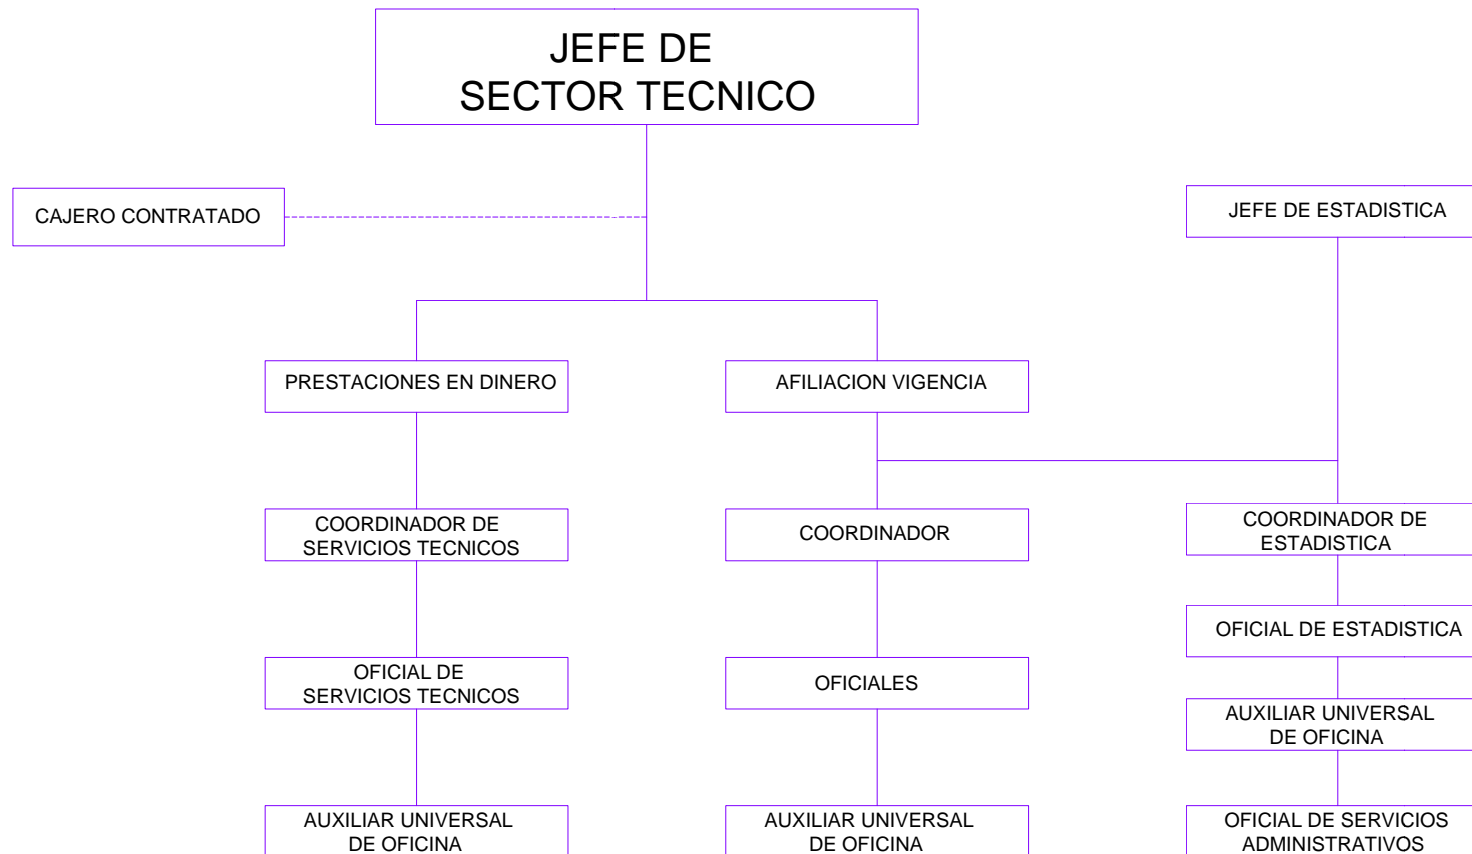 JEFE DE
SECTOR TECNICO
CAJERO CONTRATADO
JEFE DE ESTADISTICA
PRESTACIONES EN DINERO
AFILIACION VIGENCIA
COORDINADOR DE
SERVICIOS TECNICOS
COORDINADOR
COORDINADOR DE
ESTADISTICA
OFICIAL DE ESTADISTICA
OFICIAL DE
SERVICIOS TECNICOS
OFICIALES
AUXILIAR UNIVERSAL
DE OFICINA
AUXILIAR UNIVERSAL
DE OFICINA
AUXILIAR UNIVERSAL
DE OFICINA
OFICIAL DE SERVICIOS
ADMINISTRATIVOS